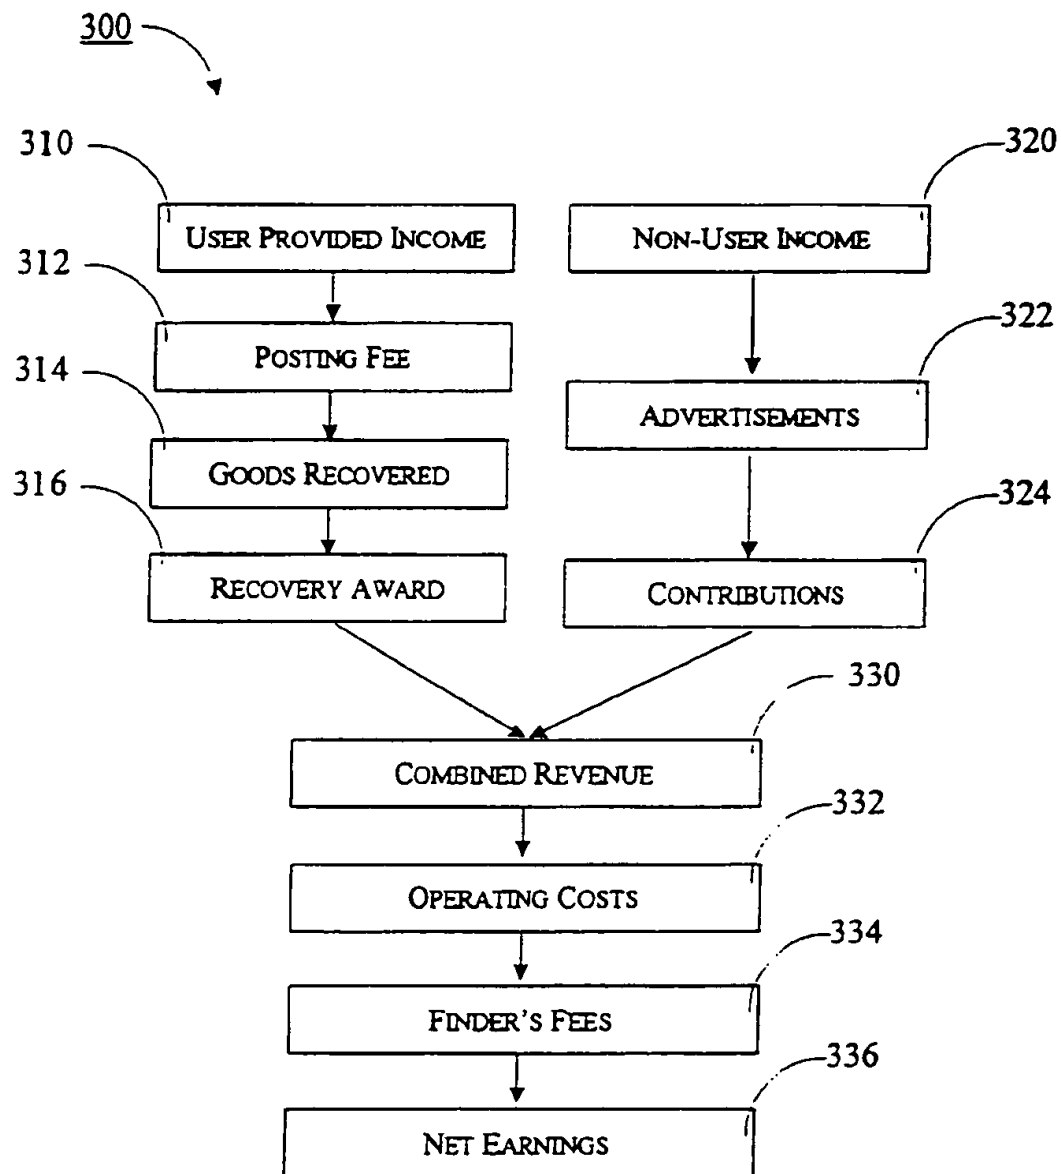 300
310
320
USER PROVIDED INCOME
NON-USER INCOME
312
322
POSTING FEE
314
ADVERTISEMENTS
GOODS RECOVERED
316
324
RECOVERY AWARD
CONTRIBUTIONS
330
COMBINED REVENUE
332
OPERATING COSTS
334
FINDER'S FEES
336
NET EARNINGS